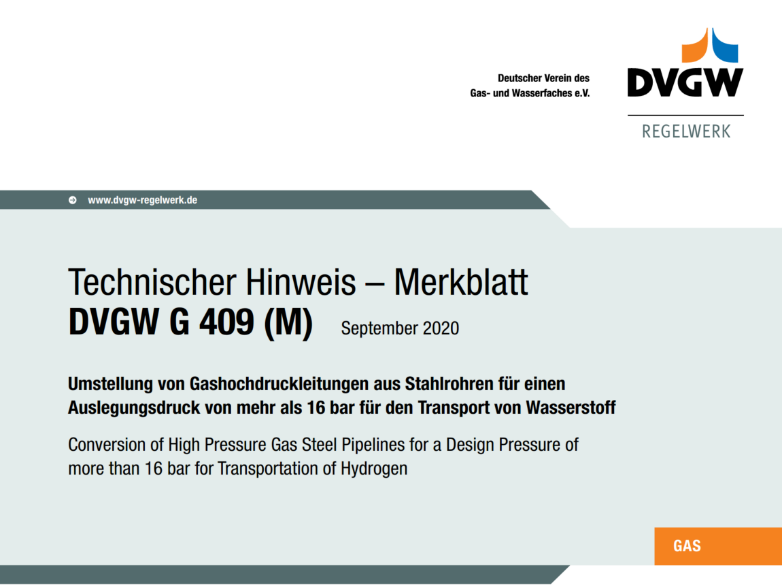 Deutscher Verein des
Gas- und Wasserfaches e.V.
DVGW
REGELWERK
www.dvgw-regelwerk.de
Technischer Hinweis – Merkblatt
DVGW G 409 (M) September 2020
Umstellung von Gashochdruckleitungen aus Stahlrohren für einen
Auslegungsdruck von mehr als 16 bar für den Transport von Wasserstoff
Conversion of High Pressure Gas Steel Pipelines for a Design Pressure of
more than 16 bar for Transportation of Hydrogen
GAS